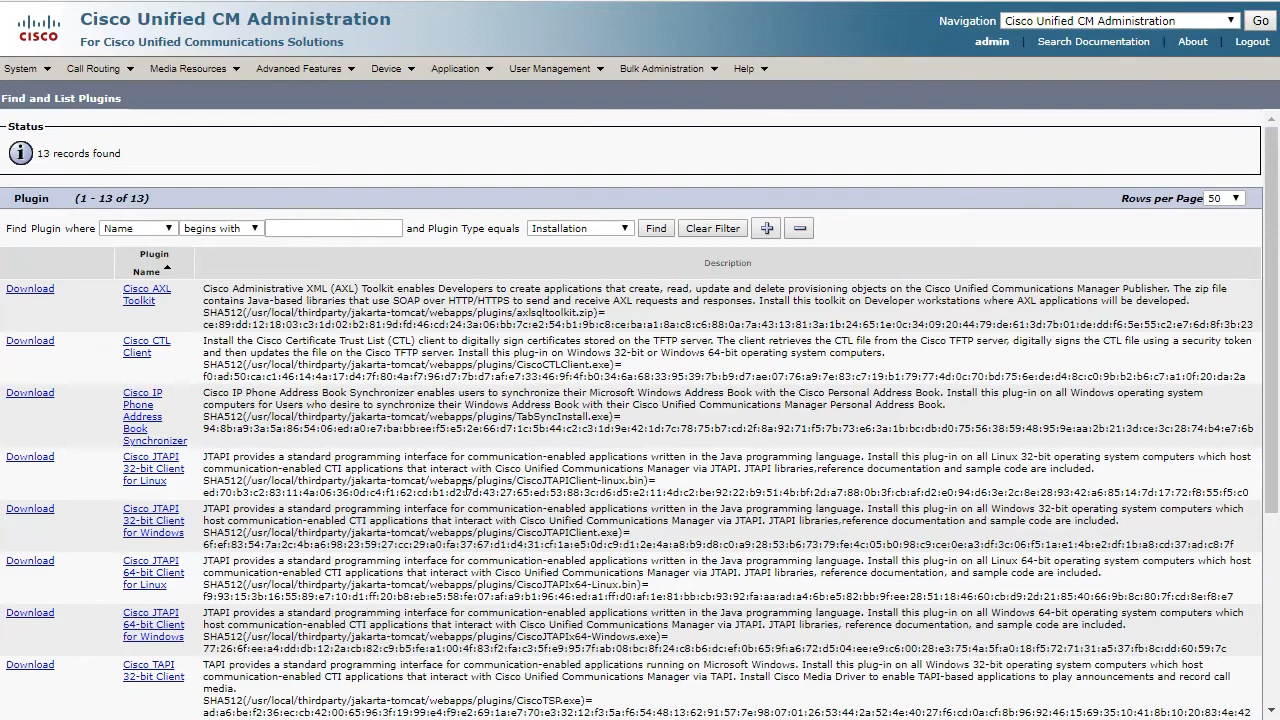 CISCO
Cisco Unified CM Administration
For Cisco Unified Communications Solutions
Navigation Cisco Unified CM Administration Go
admin | Search Documentation | About | Logout
System Call Routing Media Resources Advanced Features Device Application User Management Bulk Administration Help
Find and List Plugins
Status
13 records found
Plugin (1 - 13 of 13) Rows per Page 50
Find Plugin where Name begins with and Plugin Type equals Installation Find Clear Filter
Plugin
Name Description
Download Cisco AXL Toolkit Cisco Administrative XML (AXL) Toolkit enables Developers to create applications that create, read, update and delete provisioning objects on the Cisco Unified Communications Manager Publisher. The zip file
contains Java-based libraries that use SOAP over HTTP/HTTPS to send and receive AXL requests and responses. Install this toolkit on Developer workstations where AXL applications will be developed.
SHA512(/usr/local/thirdparty/jakarta-tomcat/webapps/plugins/axlsqltoolkit.zip)=
Download Cisco CTL Client Install the Cisco Certificate Trust List (CTL) client to digitally sign certificates stored on the TFTP server. The client retrieves the CTL file from the Cisco TFTP server, digitally signs the CTL file using a security token
and then updates the file on the Cisco TFTP server. Install this plug-in on Windows 32-bit or Windows 64-bit operating system computers.
SHA512(/usr/local/thirdparty/jakarta-tomcat/webapps/plugins/CiscoCTLClient.exe)=
Download Cisco IP Phone Address Book Synchronizer Cisco IP Phone Address Book Synchronizer enables users to synchronize their Microsoft Windows Address Book with the Cisco Personal Address Book. Install this plug-in on all Windows operating system
computers for Users who desire to synchronize their Windows Address Book with their Cisco Unified Communications Manager Personal Address Book.
SHA512(/usr/local/thirdparty/jakarta-tomcat/webapps/plugins/TabSyncInstall.exe)=
Download Cisco JTAPI 32-bit Client for Linux JTAPI provides a standard programming interface for communication-enabled applications written in the Java programming language. Install this plug-in on all Linux 32-bit operating system computers which host
communication-enabled CTI applications that interact with Cisco Unified Communications Manager via JTAPI. JTAPI libraries,reference documentation and sample code are included.
SHA512(/usr/local/thirdparty/jakarta-tomcat/webapps/plugins/CiscoJTAPIClient-linux.bin)=
Download Cisco JTAPI 32-bit Client for Windows JTAPI provides a standard programming interface for communication-enabled applications written in the Java programming language. Install this plug-in on all Windows 32-bit operating system computers which
host communication-enabled CTI applications that interact with Cisco Unified Communications Manager via JTAPI. JTAPI libraries,reference documentation and sample code are included.
SHA512(/usr/local/thirdparty/jakarta-tomcat/webapps/plugins/CiscoJTAPIClient.exe)=
Download Cisco JTAPI 64-bit Client for Linux JTAPI provides a standard programming interface for communication-enabled applications written in the Java programming language. Install this plug-in on all Linux 64-bit operating system computers which host
communication-enabled CTI applications that interact with Cisco Unified Communications Manager via JTAPI. JTAPI libraries, reference documentation, and sample code are included.
SHA512(/usr/local/thirdparty/jakarta-tomcat/webapps/plugins/CiscoJTAPIx64-Linux.bin)=
Download Cisco JTAPI 64-bit Client for Windows JTAPI provides a standard programming interface for communication-enabled applications written in the Java programming language. Install this plug-in on all Windows 64-bit operating system computers which
host communication-enabled CTI applications that interact with Cisco Unified Communications Manager via JTAPI. JTAPI libraries, reference documentation, and sample code are included.
SHA512(/usr/local/thirdparty/jakarta-tomcat/webapps/plugins/CiscoJTAPIx64-Windows.exe)=
Download Cisco TAPI 32-bit Client TAPI provides a standard programming interface for communication-enabled applications running on Microsoft Windows. Install this plug-in on all Windows 32-bit operating system computers which host
communication-enabled CTI applications that interact with Cisco Unified Communications Manager via TAPI. Install Cisco Media Driver to enable TAPI-based applications to play announcements and record call
media.
SHA512(/usr/local/thirdparty/jakarta-tomcat/webapps/plugins/CiscoTSP.exe)=